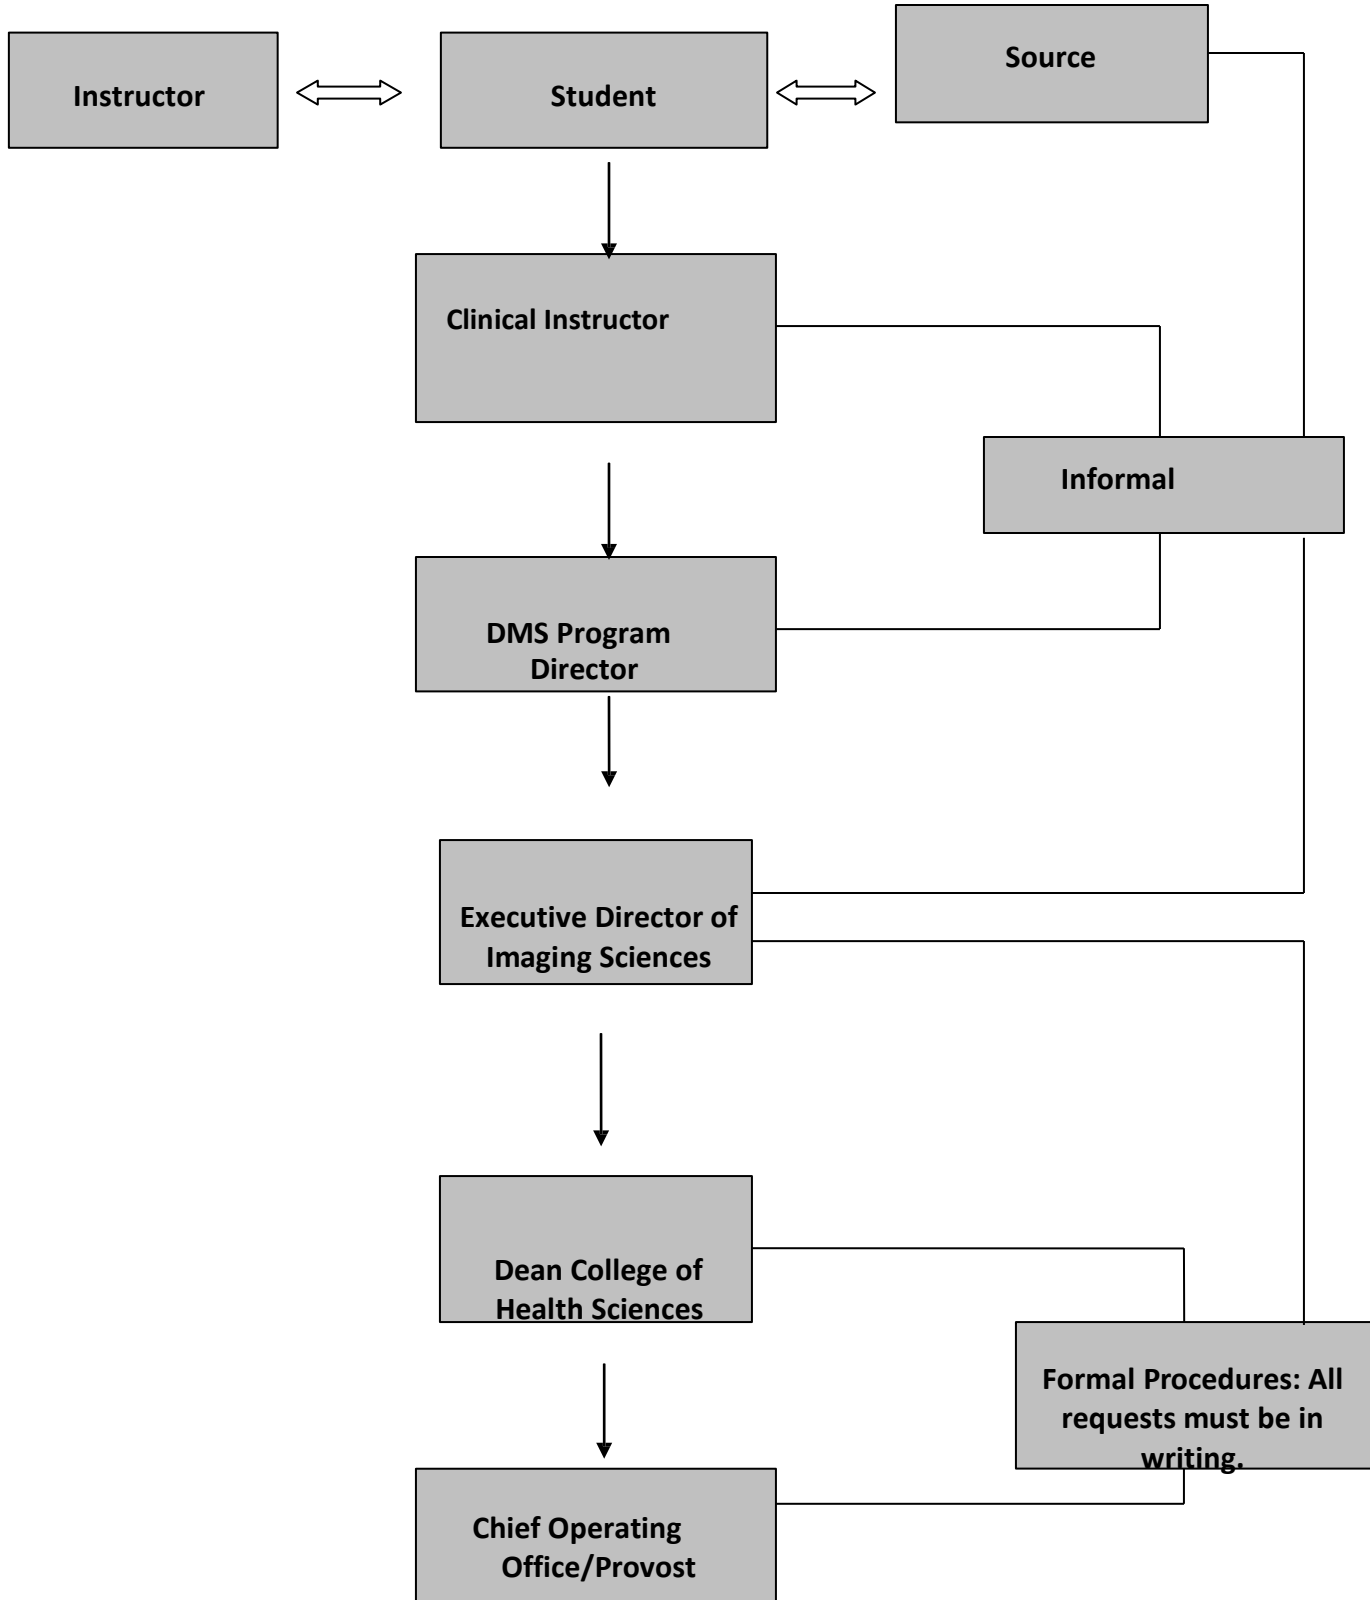 Instructor
Student
Source
Clinical Instructor
Informal
DMS Program
Director
Executive Director of
Imaging Sciences
Dean College of
Health Sciences
Formal Procedures: All
requests must be in
writing.
Chief Operating
Office/Provost